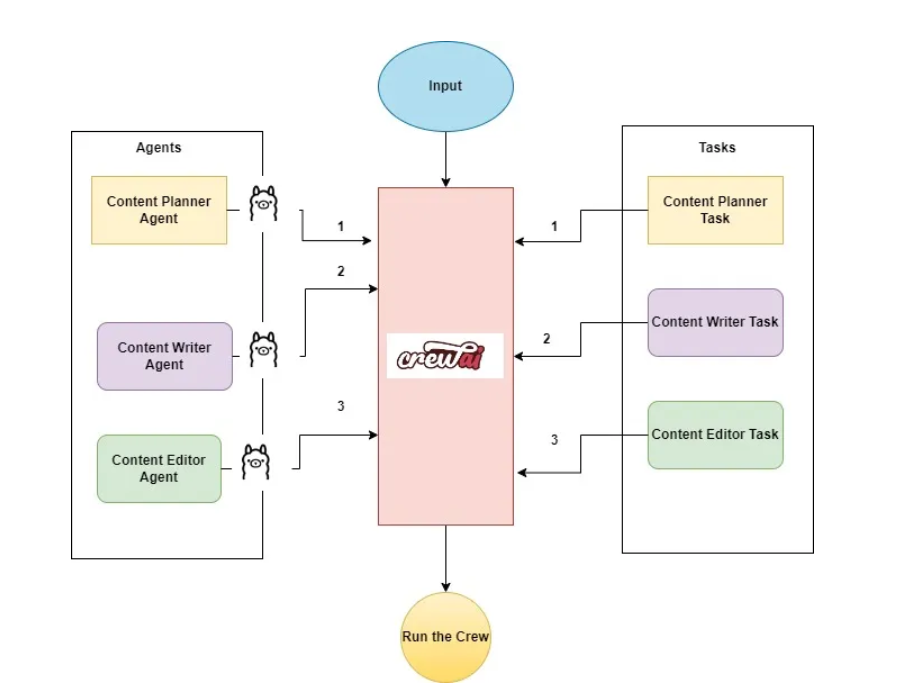 Input
Agents
Content Planner
Agent
1
2
Content Writer
Agent
3
Content Editor
Agent
crewai
Tasks
Content Planner
Task
1
Content Writer Task
2
Content Editor Task
3
Run the Crew